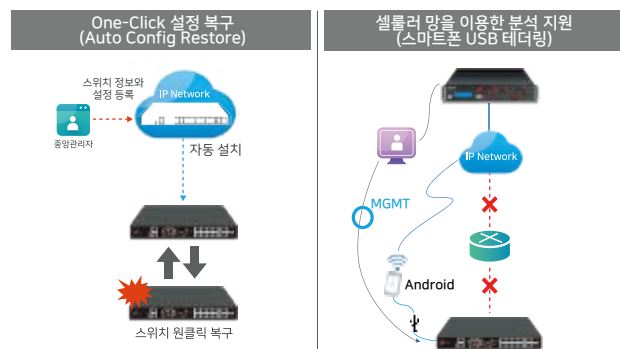 One-Click 설정 복구
(Auto Config Restore)
스위치 정보와
설정 등록
IP Network
중앙관리자
자동 설치
스위치 원클릭 복구
셀룰러 망을 이용한 분석 지원
(스마트폰 USB 테더링)
IP Network
MGMT
Android